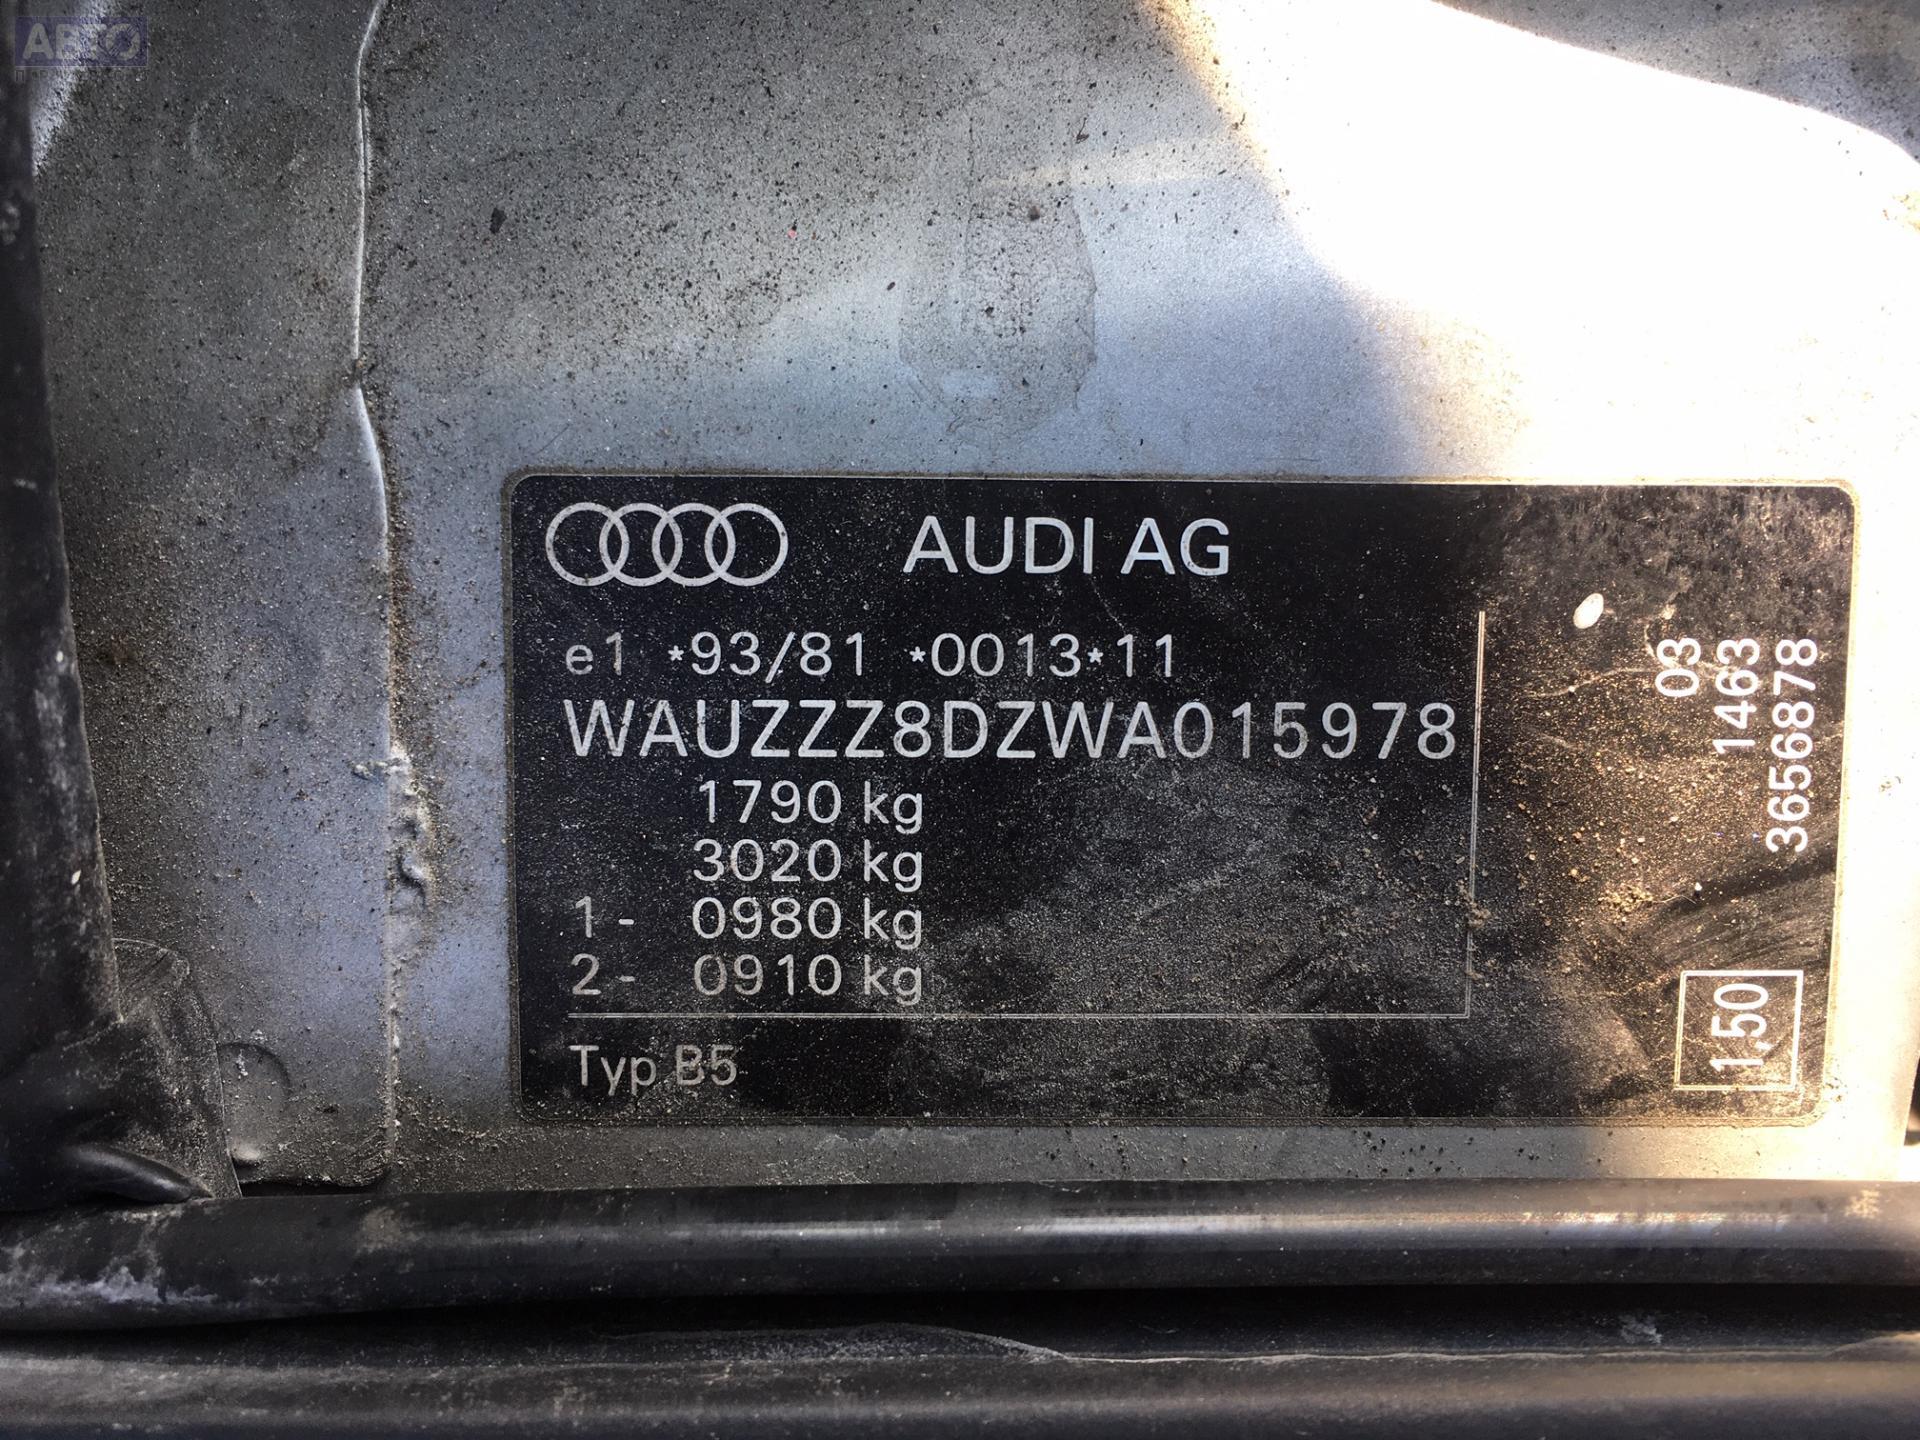 АВТО
AUDI AG
e1 *93/81 *0013*11
WAUZZZ8DZWA015978
1790 kg
3020 kg
1- 0980 kg
2- 0910 kg
Typ B5
03
1463
3656878
1,50